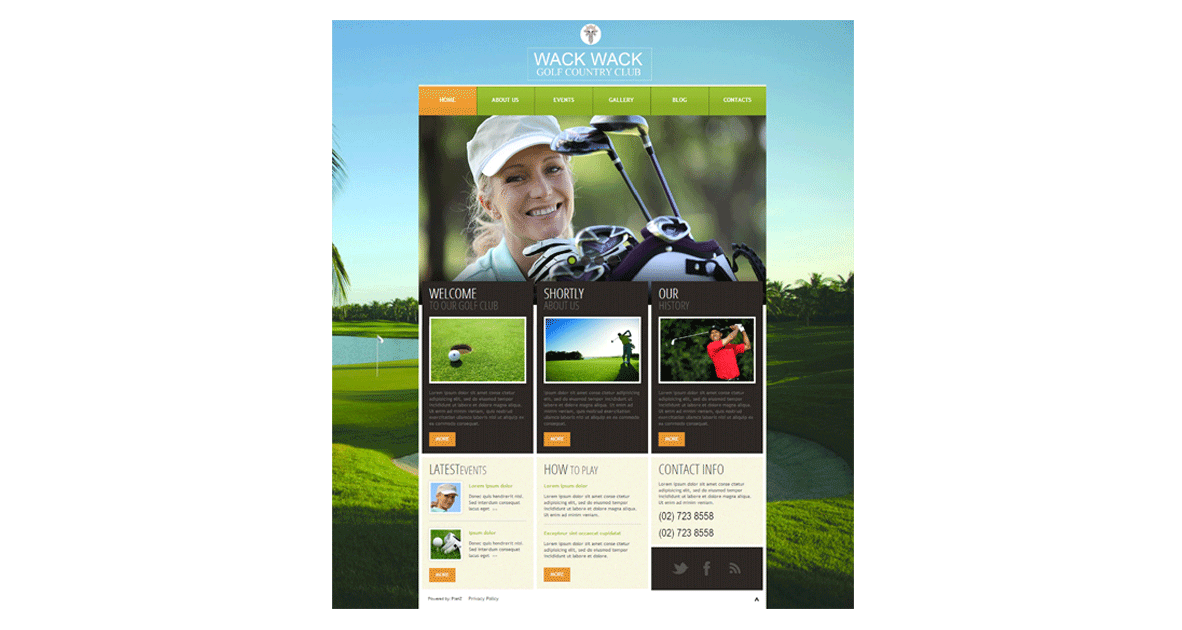 WACK WACK
GOLF COUNTRY CLUB
HOME
ABOUT US
EVENTS
GALLERY
BLOG
CONTACTS
WELCOME
TO OUR GOLF CLUB
Lorem ipsum dolor sit amet conse ctetur
adipisicing elit, sed do eiusmod tempor
incididunt ut labore et dolore magna aliqua.
Ut enim ad minim veniam, quis nostrud
exercitation ullamco laboris nisi ut aliquip ex
ea commodo consequat.
MORE
SHORTLY
ABOUT US
Lorem ipsum dolor sit amet, consectetur adipisicing
elit, sed do eiusmod tempor
incididunt ut labore et dolore magna aliqua.
Ut enim ad minim veniam, quis nostrud
exercitation ullamco laboris nisi ut aliquip ex ea commodo
consequat.
MORE
OUR
HISTORY
Lorem ipsum dolor sit amet conse ctetur
adipisicing elit, sed do eiusmod tempor
incididunt ut labore et dolore magna aliqua.
Ut enim ad minim veniam, quis nostrud
exercitation ullamco laboris nisi ut aliquip ex
ea commodo consequat.
MORE
LATESTEVENTS
Lorem ipsum dolor
Donec quis hendrerit nisl.
Sed interdum consequat
lacus eget
Ipsum dolor
Donec quis hendrerit nisl.
Sed interdum consequat
lacus eget
MORE
HOW TO PLAY
Lorem ipsum dolor
Lorem ipsum dolor sit amet conse ctetur
adipisicing elit, sed do eiusmod tempor
incididunt ut labore et dolore magna aliqua.
Ut enim ad minim veniam.
Excepteur sint occaecat cupidatat
Lorem ipsum dolor sit amet conse ctetur
adipisicing elit, sed do eiusmod tempor
incididunt ut labore et dolore.
MORE
CONTACT INFO
Lorem ipsum dolor sit amet conse ctetur
adipisicing elit, sed do eiusmod tempor
incididunt ut labore et dolore magna aliqua.
Ut enim ad minim veniam.
(02) 723 8558
(02) 723 8558
Powered by
Privacy Policy